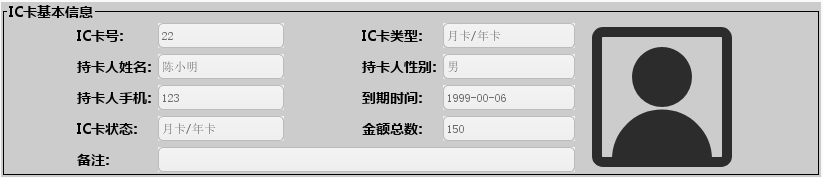 IC卡基本信息
IC卡号: 22 IC卡类型: 月卡/年卡
持卡人姓名: 陈小明 持卡人性别: 男
持卡人手机: 123 到期时间: 1999-00-06
IC卡状态: 月卡/年卡 金额总数: 150
备注: